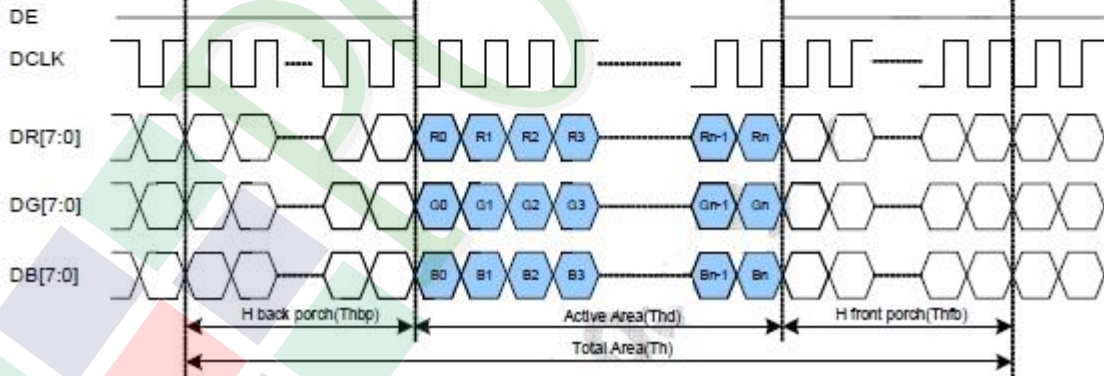 DE
DCLK
DR[7:0] R0 R1 R2 R3 Rn-1 Rn
DG[7:0] G0 G1 G2 G3 Gn-1 Gn
DB[7:0] B0 B1 B2 B3 Bn-1 Bn
H back porch(Thbp) Active Area(Thd) H front porch(Thfb)
Total Area(Th)